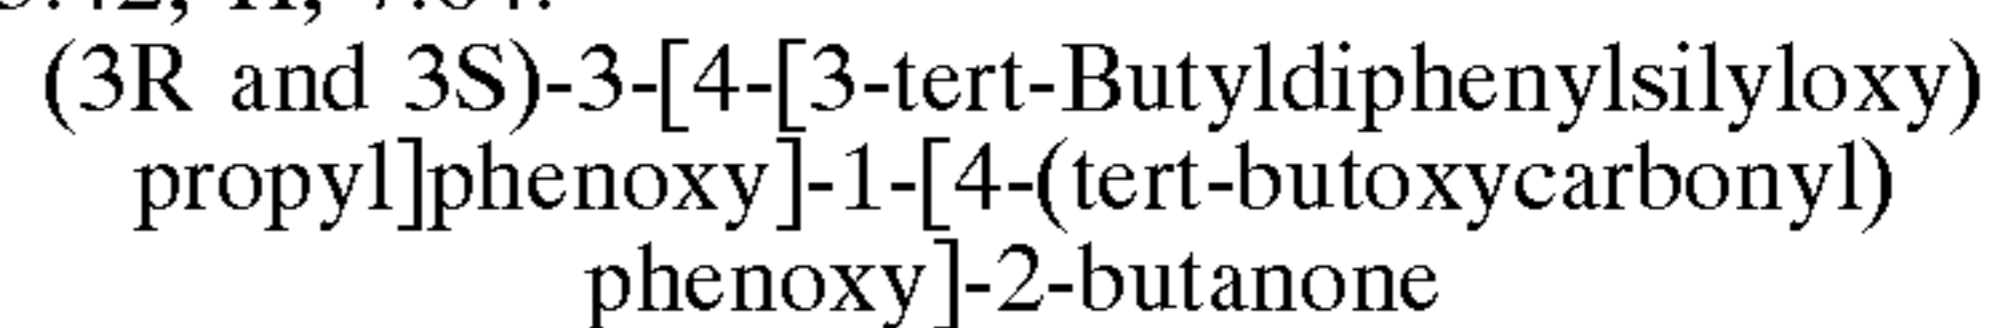 (3R and 3S)-3-[4-[3-tert-Butyldiphenylsilyloxy)
propyl]phenoxy]-1-[4-(tert-butoxycarbonyl)
phenoxy]-2-butanone